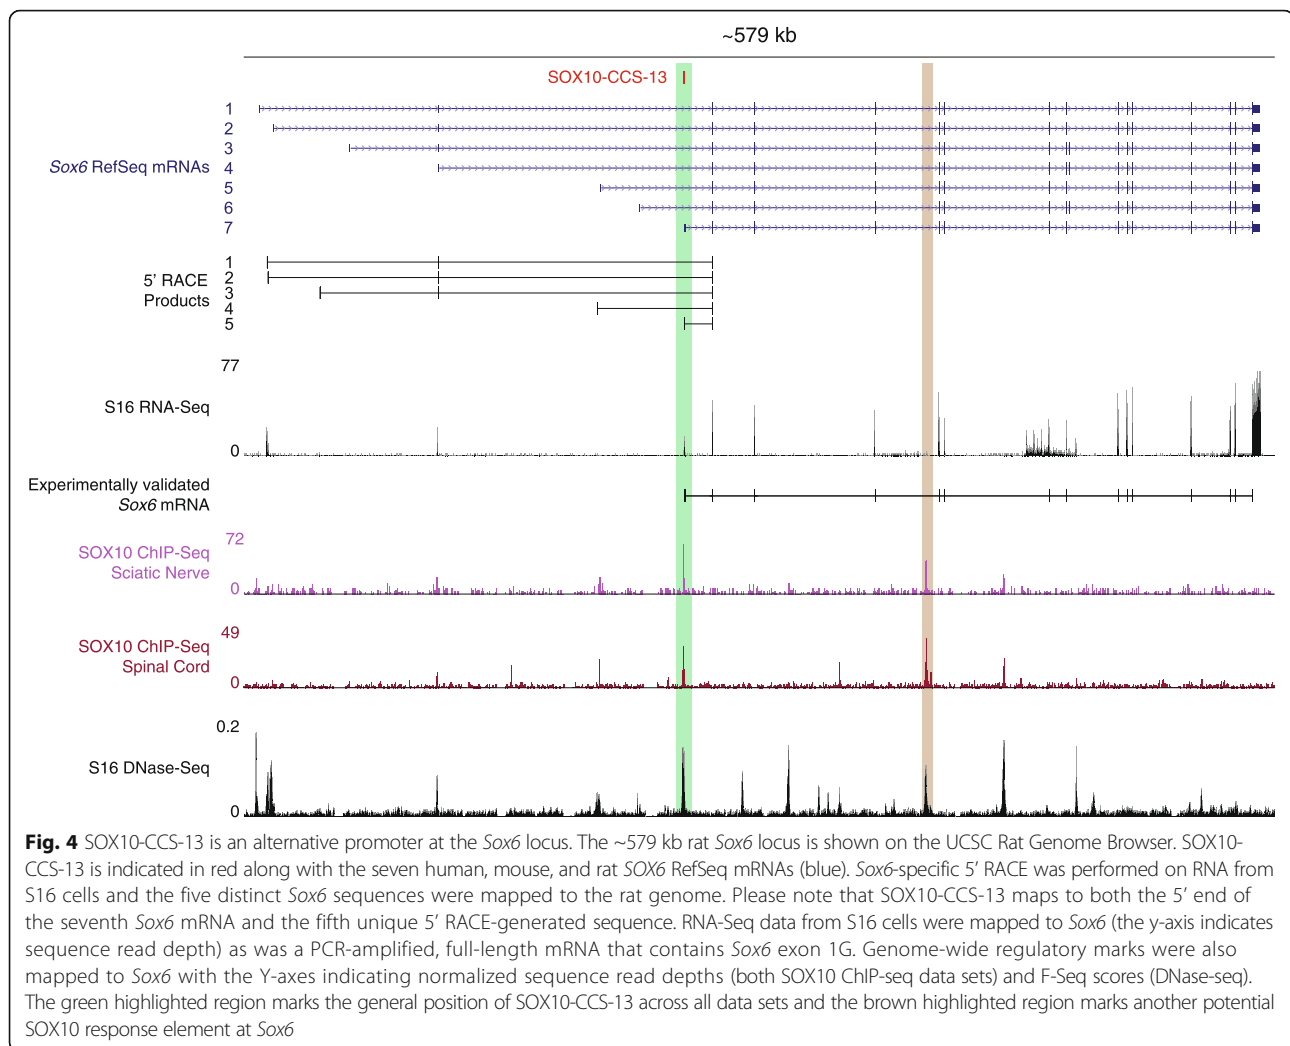 ~579 kb
SOX10-CCS-13
1
2
3
Sox6 RefSeq mRNAs
4
5
6
7
1
5’ RACE
Products
2
3
4
5
77
S16 RNA-Seq
0
Experimentally validated
Sox6 mRNA
72
SOX10 ChIP-Seq
Sciatic Nerve
0
49
SOX10 ChIP-Seq
Spinal Cord
0
0.2
S16 DNase-Seq
0
Fig. 4 SOX10-CCS-13 is an alternative promoter at the Sox6 locus. The ~579 kb rat Sox6 locus is shown on the UCSC Rat Genome Browser. SOX10-
CCS-13 is indicated in red along with the seven human, mouse, and rat SOX6 RefSeq mRNAs (blue). Sox6-specific 5’ RACE was performed on RNA from
S16 cells and the five distinct Sox6 sequences were mapped to the rat genome. Please note that SOX10-CCS-13 maps to both the 5’ end of
the seventh Sox6 mRNA and the fifth unique 5’ RACE-generated sequence. RNA-Seq data from S16 cells were mapped to Sox6 (the y-axis indicates
sequence read depth) as was a PCR-amplified, full-length mRNA that contains Sox6 exon 1G. Genome-wide regulatory marks were also
mapped to Sox6 with the Y-axes indicating normalized sequence read depths (both SOX10 ChIP-seq data sets) and F-Seq scores (DNase-seq).
The green highlighted region marks the general position of SOX10-CCS-13 across all data sets and the brown highlighted region marks another potential
SOX10 response element at Sox6